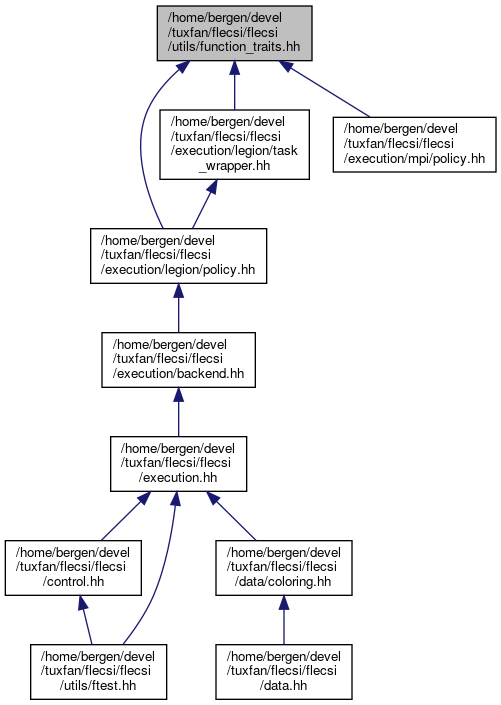 /home/bergen/devel
/tuxfan/flecsi/flecsi
/utils/function_traits.hh
/home/bergen/devel
/tuxfan/flecsi/flecsi
/execution/legion/task
_wrapper.hh
/home/bergen/devel
/tuxfan/flecsi/flecsi
/execution/mpi/policy.hh
/home/bergen/devel
/tuxfan/flecsi/flecsi
/execution/legion/policy.hh
/home/bergen/devel
/tuxfan/flecsi/flecsi
/execution/backend.hh
/home/bergen/devel
/tuxfan/flecsi/flecsi
/execution.hh
/home/bergen/devel
/tuxfan/flecsi/flecsi
/control.hh
/home/bergen/devel
/tuxfan/flecsi/flecsi
/data/coloring.hh
/home/bergen/devel
/tuxfan/flecsi/flecsi
/utils/ftest.hh
/home/bergen/devel
/tuxfan/flecsi/flecsi
/data.hh